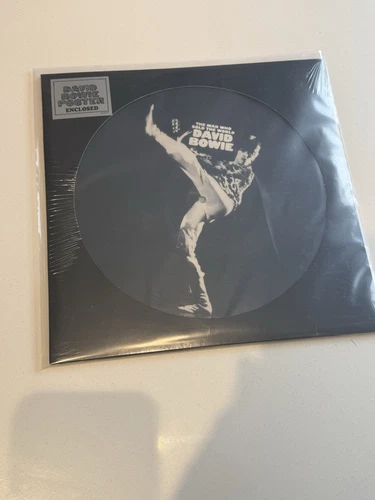 DAVID
BOWIE
POSTER
ENCLOSED
THE MAN WHO
SOLD THE WORLD
DAVID
BOWIE